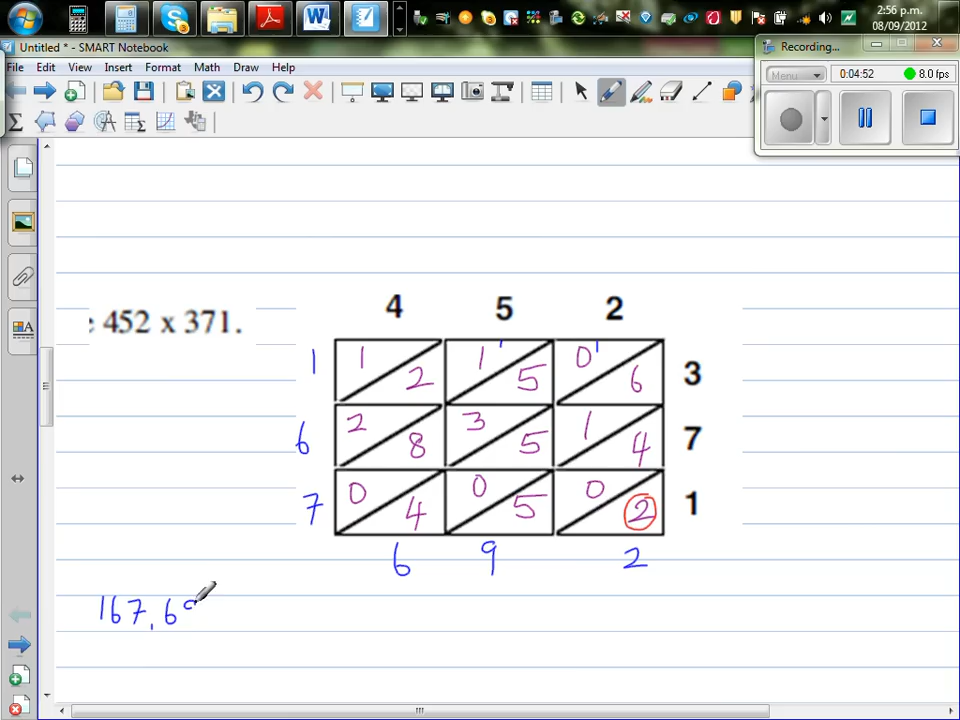 2:56 p.m.
08/09/2012
Untitled * - SMART Notebook
Recording...
File Edit View Insert Format Math Draw Help
Menu 0:04:52 8.0 fps
4 5 2
452 x 371.
1 1 2 1 ' 5 0 ' 6 3
6 2 8 3 5 1 4 7
7 0 4 0 5 0 2 1
6 9 2
167,69